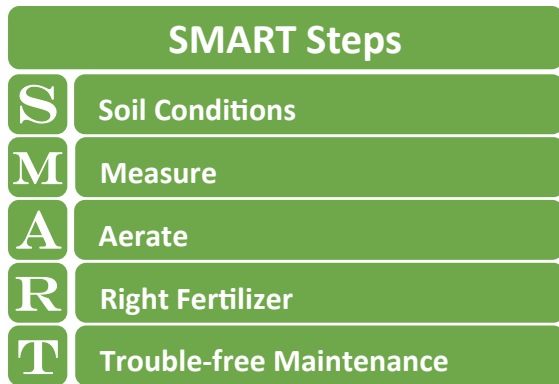 SMART Steps
S Soil Conditions
M Measure
A Aerate
R Right Fertilizer
T Trouble-free Maintenance